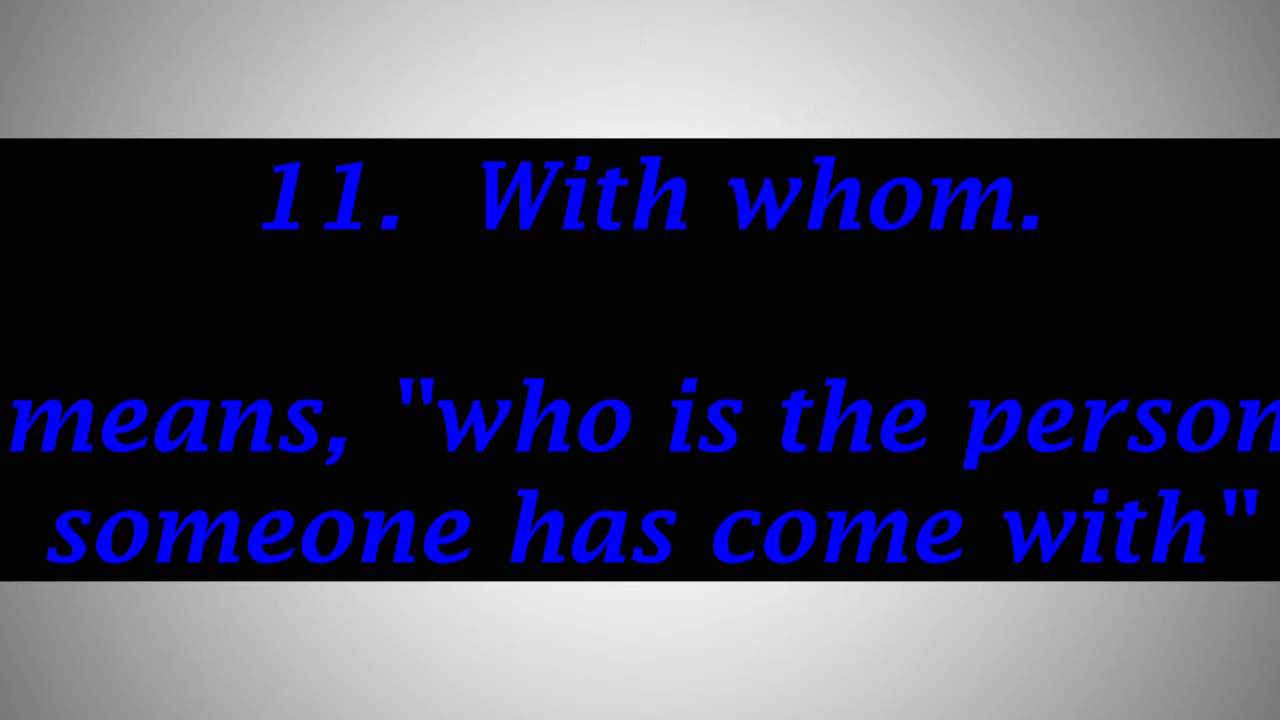 11. With whom.
means, "who is the person
someone has come with"